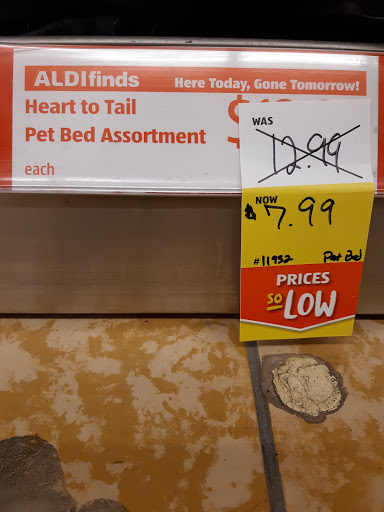 ALDIfinds Here Today, Gone Tomorrow!
Heart to Tail
Pet Bed Assortment
each
WAS
12.99
NOW
$7.99
#11932 Pet Bed
PRICES
SO LOW